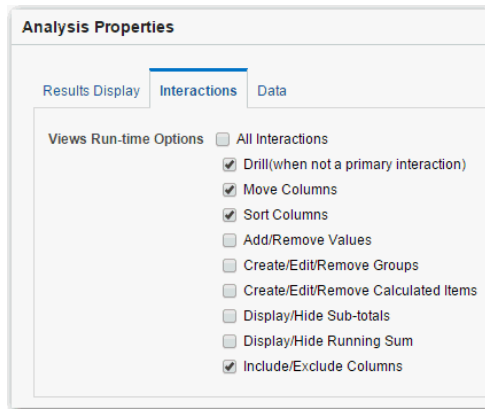 Analysis Properties
Results Display Interactions Data
Views Run-time Options All Interactions
Drill(when not a primary interaction)
Move Columns
Sort Columns
Add/Remove Values
Create/Edit/Remove Groups
Create/Edit/Remove Calculated Items
Display/Hide Sub-totals
Display/Hide Running Sum
Include/Exclude Columns